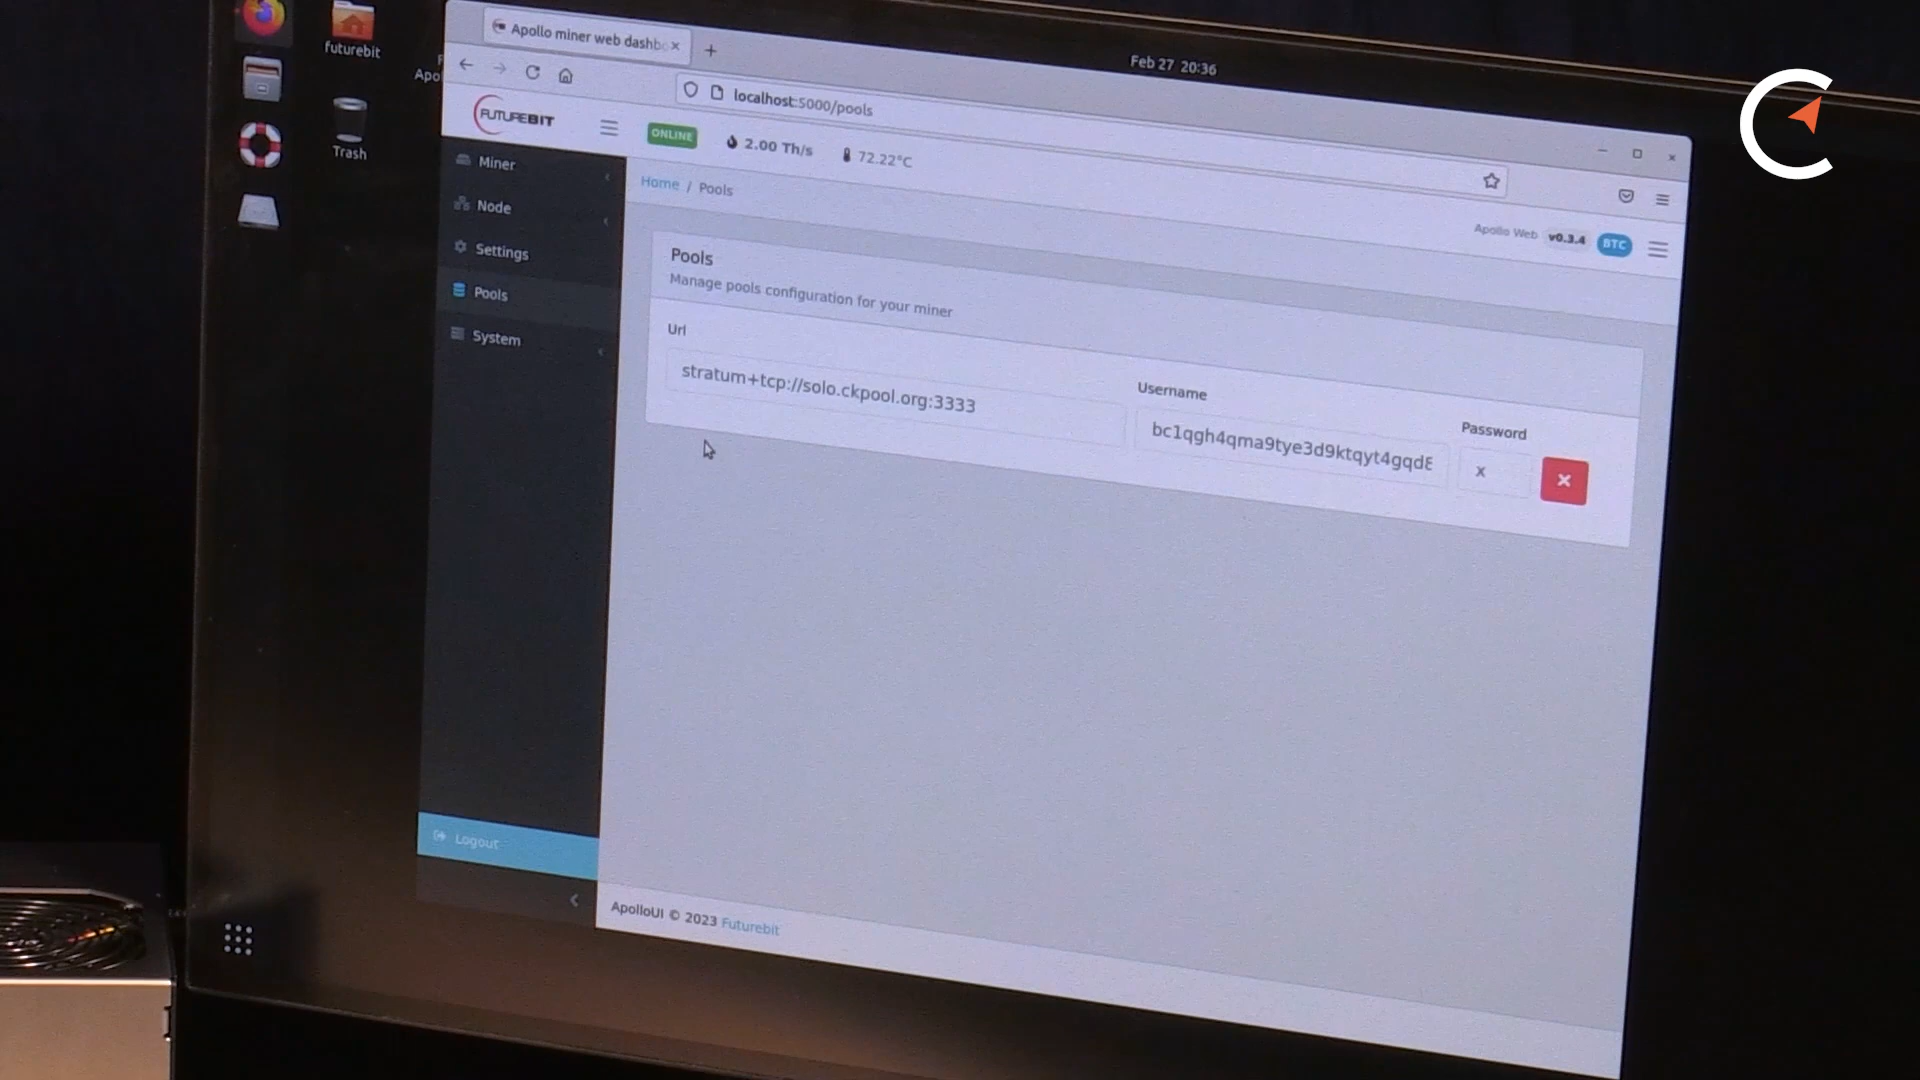 futurebit
Trash
Apollo miner web dashbo
Feb 27 20:36
localhost:5000/pools
FUTUREBIT
ONLINE
2.00 Th/s
72.22°C
Apollo Web v0.3.4 BTC
Miner
Node
Settings
Pools
System
Home / Pools
Pools
Manage pools configuration for your miner
Url
Username
Password
stratum+tcp://solo.ckpool.org:3333
bc1qgh4qma9tye3d9ktqyt4gqd8
x
Logout
ApolloUI © 2023 Futurebit